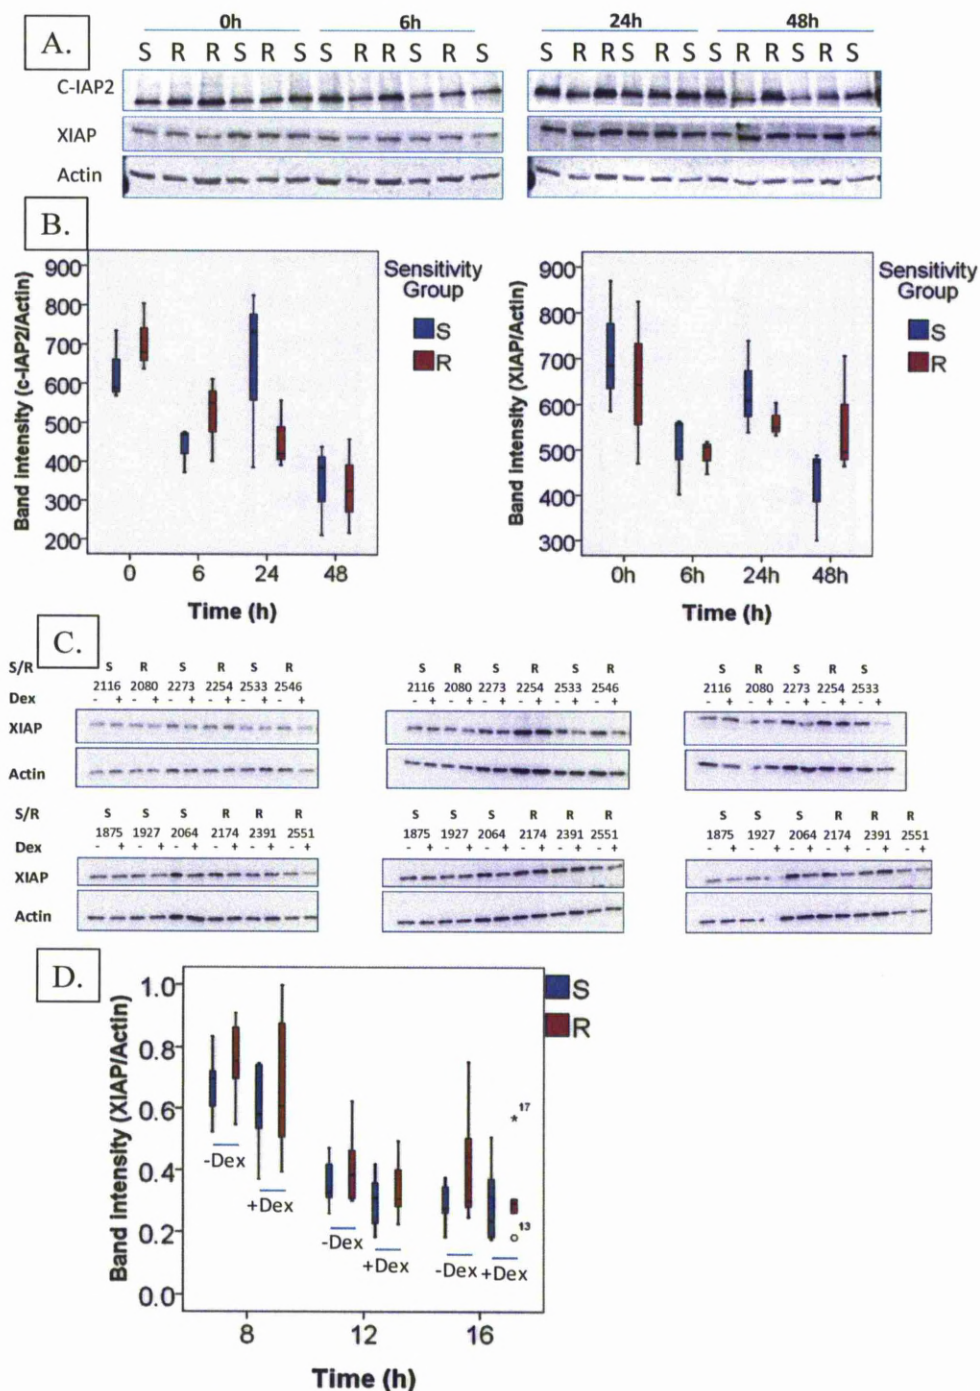 A.
0h 6h 24h 48h
S R R S R S S R R S R S S R R S R S S R R S R S
C-IAP2
XIAP
Actin
B.
900
800
700
600
500
400
300
200
0 6 24 48
Band intensity (c-IAP2/Actin)
Time (h)
Sensitivity
Group
S
R
900
800
700
600
500
400
300
0h 6h 24h 48h
Band intensity (XIAP/Actin)
Time (h)
Sensitivity
Group
S
R
C.
S/R S R S R S R S R S R S R S R S R S
2116 2080 2273 2254 2533 2546 2116 2080 2273 2254 2533 2546 2116 2080 2273 2254 2533
Dex - + - + - + - + - + - + - + - + - + - + - + - + - + - + - + - + - +
XIAP
Actin
S/R S S S R R R S S S R R R S S S R R R
1875 1927 2064 2174 2391 2551 1875 1927 2064 2174 2391 2551 1875 1927 2064 2174 2391 2551
Dex - + - + - + - + - + - + - + - + - + - + - + - + - + - + - + - + - + - +
XIAP
Actin
D.
1.0
0.8
0.6
0.4
0.2
0.0
Band intensity (XIAP/Actin)
S
R
17
13
-Dex
+Dex
-Dex
+Dex
-Dex
+Dex
8 12 16
Time (h)